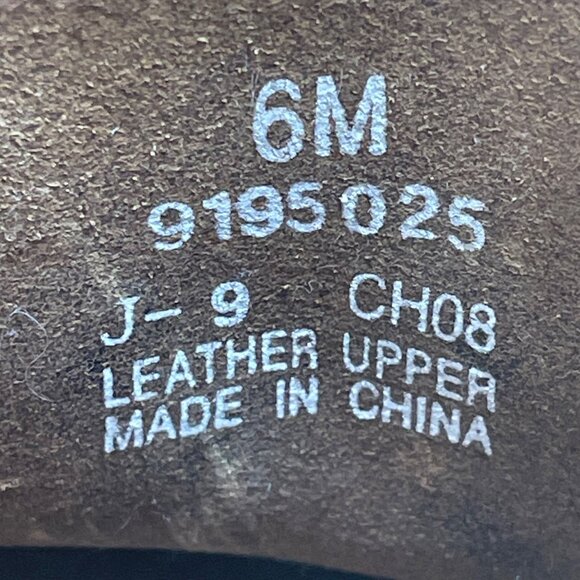 6M
9195025
J- 9 CH08
LEATHER UPPER
MADE IN CHINA